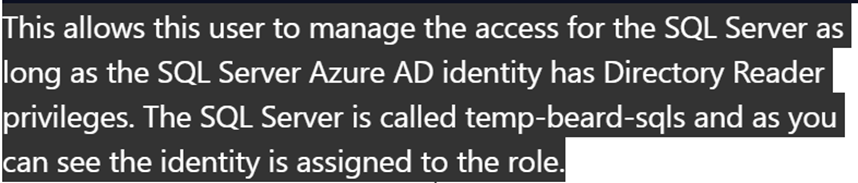 This allows this user to manage the access for the SQL Server as
long as the SQL Server Azure AD identity has Directory Reader
privileges. The SQL Server is called temp-beard-sqls and as you
can see the identity is assigned to the role.